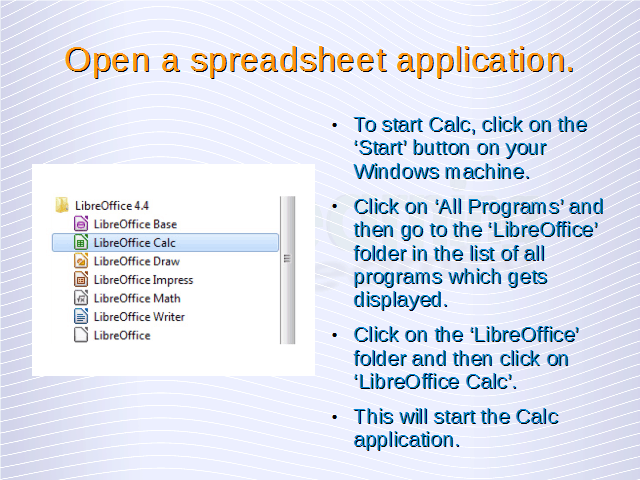 Open a spreadsheet application.
LibreOffice 4.4
LibreOffice Base
LibreOffice Calc
LibreOffice Draw
LibreOffice Impress
LibreOffice Math
LibreOffice Writer
LibreOffice
• To start Calc, click on the
‘Start’ button on your
Windows machine.
• Click on ‘All Programs’ and
then go to the ‘LibreOffice’
folder in the list of all
programs which gets
displayed.
• Click on the ‘LibreOffice’
folder and then click on
‘LibreOffice Calc’.
• This will start the Calc
application.